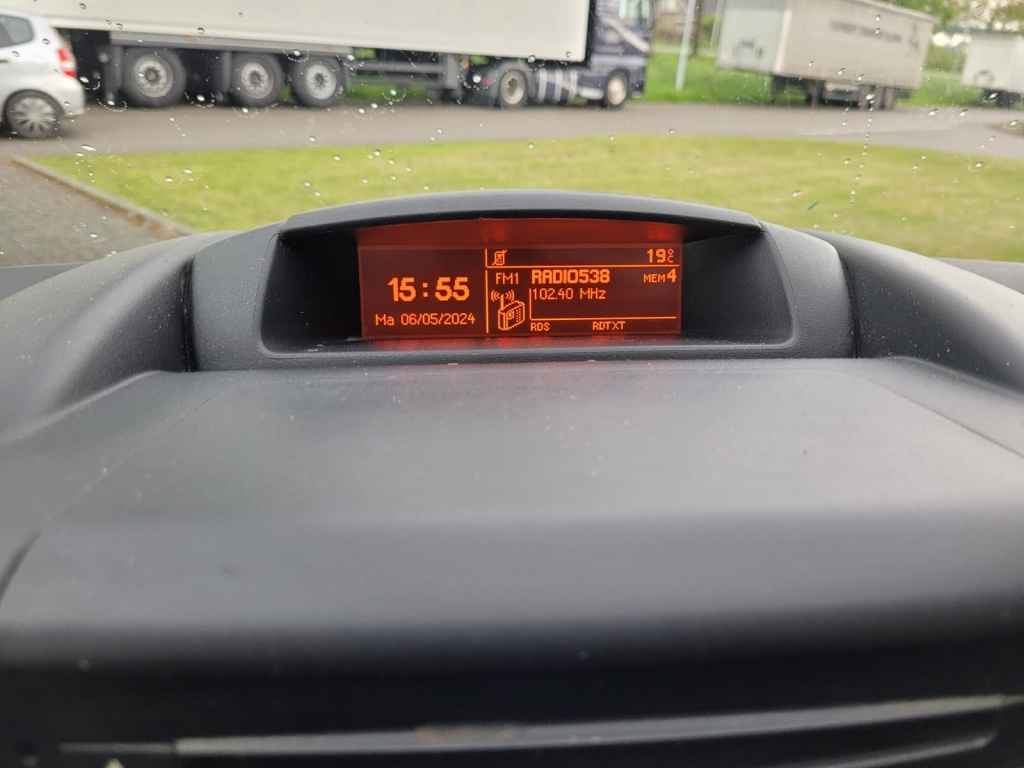 19°C
15:55
FM1 RADIO538 MEM4
102.40 MHz
Ma 06/05/2024
RDS RDTXT